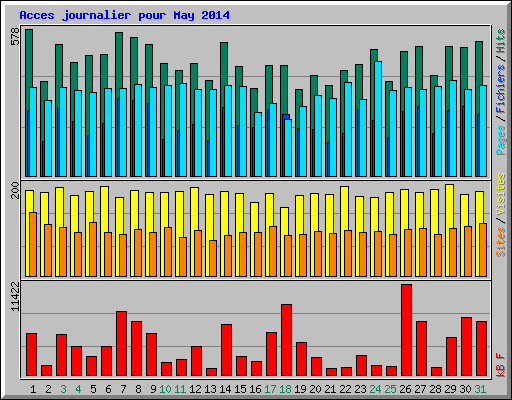 Acces journalier pour May 2014
578
Pages / Fichiers / Hits
200
Sites / Visites
11422
kB F
1 2 3 4 5 6 7 8 9 10 11 12 13 14 15 16 17 18 19 20 21 22 23 24 25 26 27 28 29 30 31